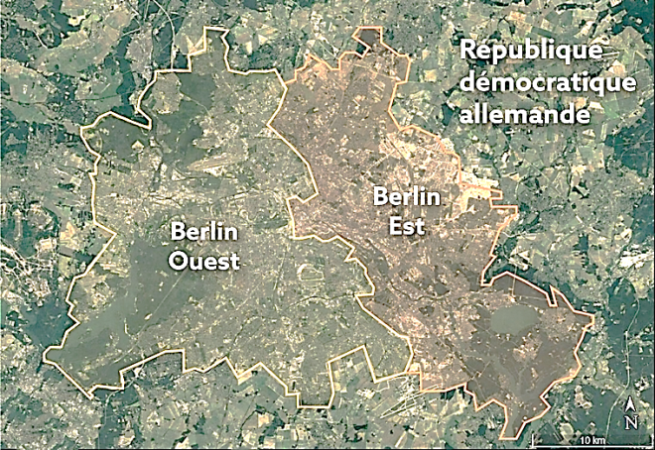 République
démocratique
allemande
Berlin
Est
Berlin
Ouest
N
10 km